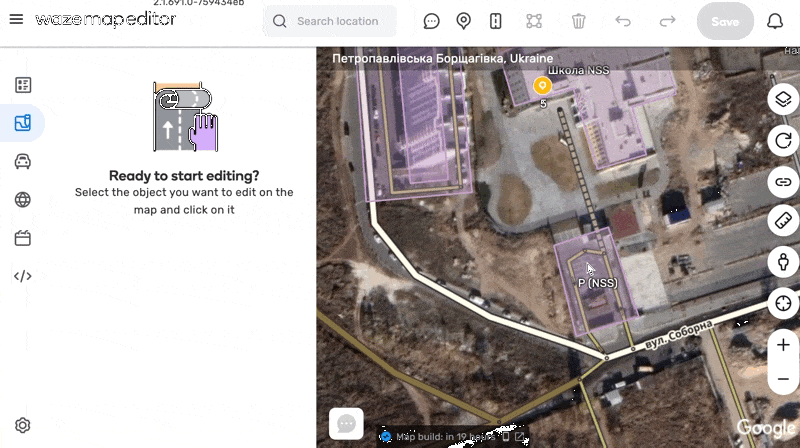 2.1.691.0-759434eb
wazemapeditor
Search location
Save
Петропавлівська Борщагівка, Ukraine
Школа NSS
5
Ready to start editing?
Select the object you want to edit on the
map and click on it
P (NSS)
вул. Соборна
Map build: in 19 hours
Google